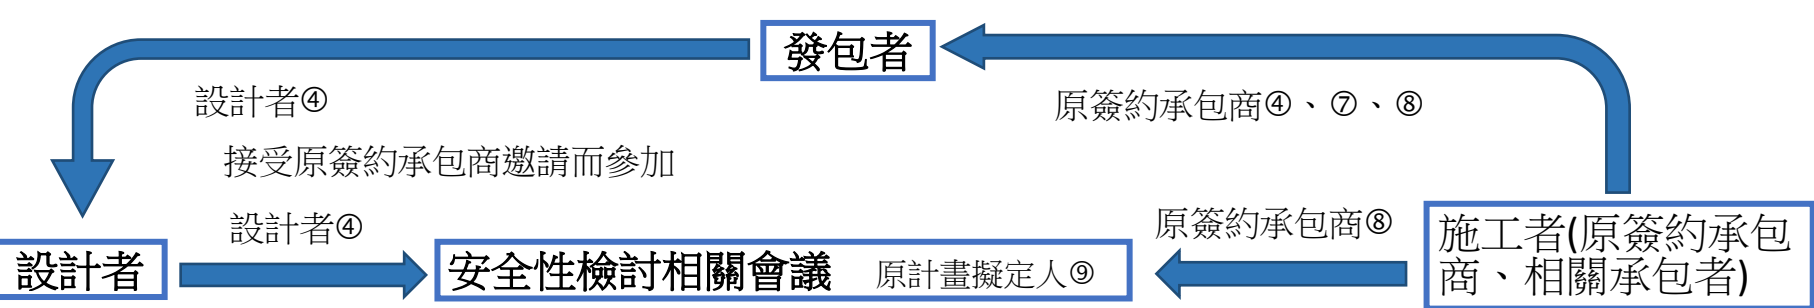 發包者
設計者④
原簽約承包商④、⑦、⑧
接受原簽約承包商邀請而參加
設計者④
原簽約承包商⑧
設計者
安全性檢討相關會議 原計畫擬定人⑨
施工者(原簽約承包
商、相關承包者)